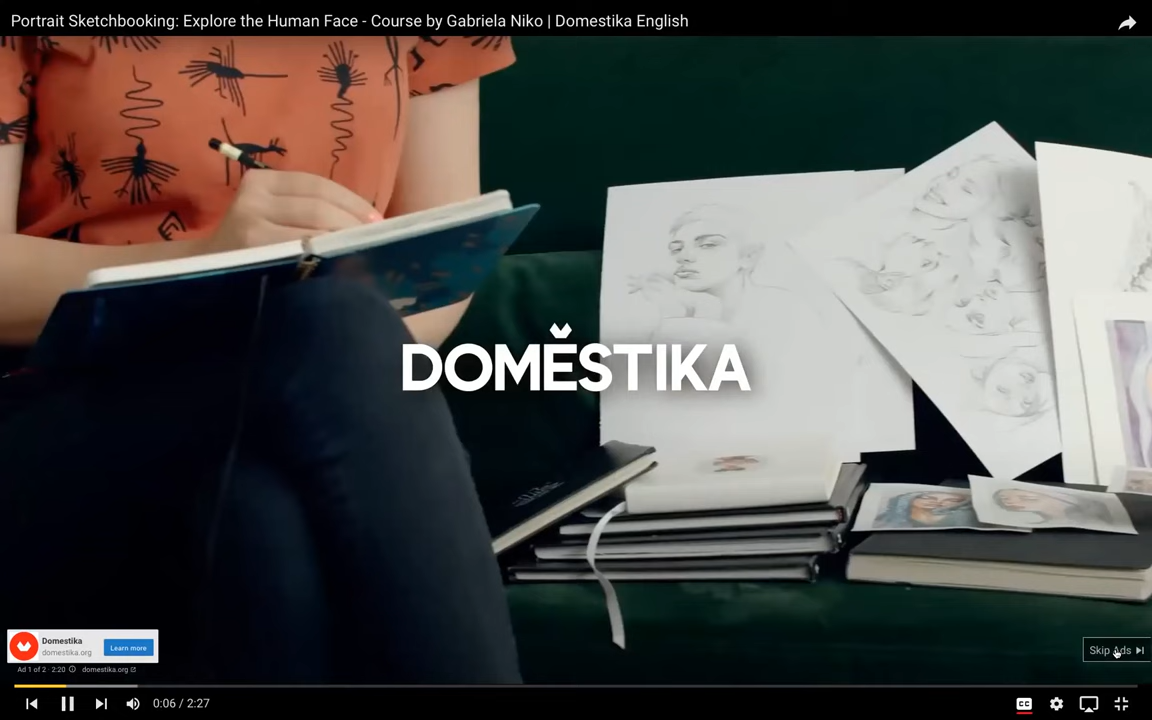 Portrait Sketchbooking: Explore the Human Face - Course by Gabriela Niko | Domestika English
DOMĚSTIKA
Domestika
domestika.org
Learn more
Ad 1 of 2 · 2:20
domestika.org
Skip Ads
0:06 / 2:27
CC